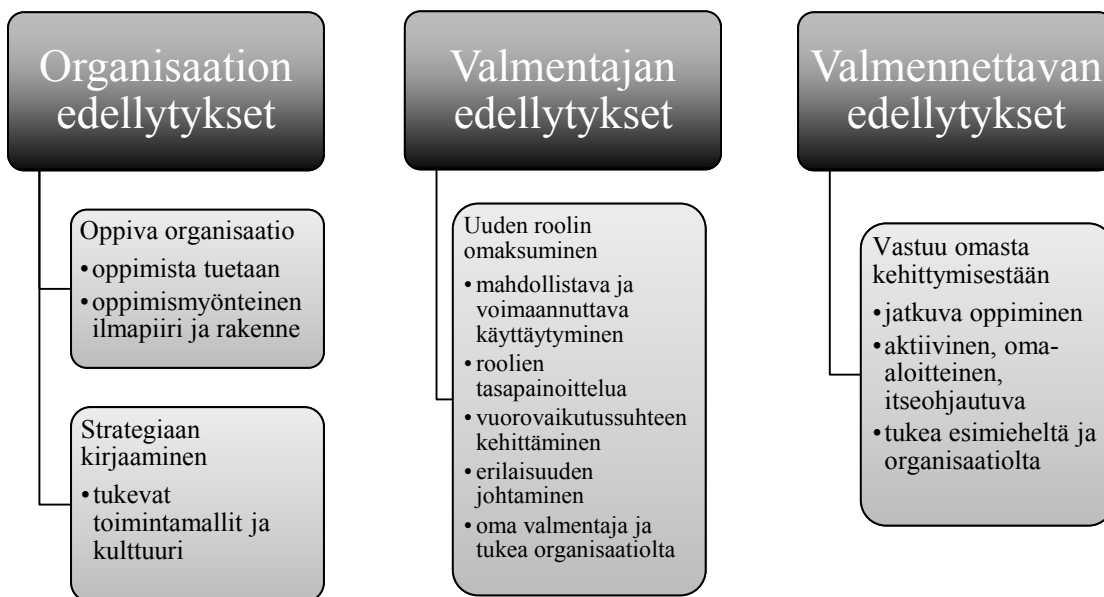 Organisaation
edellytykset
Oppiva organisaatio
•oppimista tuetaan
•oppimismyönteinen
ilmapiiri ja rakenne
Strategiaan
kirjaaminen
•tukevat
toimintamallit ja
kulttuuri
Valmentajan
edellytykset
Uuden roolin
omaksuminen
•mahdollistava ja
voimaannuttava
käyttäytyminen
•roolien
tasapainoittelua
•vuorovaikutussuhteen
kehittäminen
•erilaisuuden
johtaminen
•oma valmentaja ja
tukea organisaatiolta
Valmennettavan
edellytykset
Vastuu omasta
kehittymisestään
•jatkuva oppiminen
•aktiivinen, oma-
aloitteinen,
itseohjautuva
•tukea esimieheltä ja
organisaatiolta